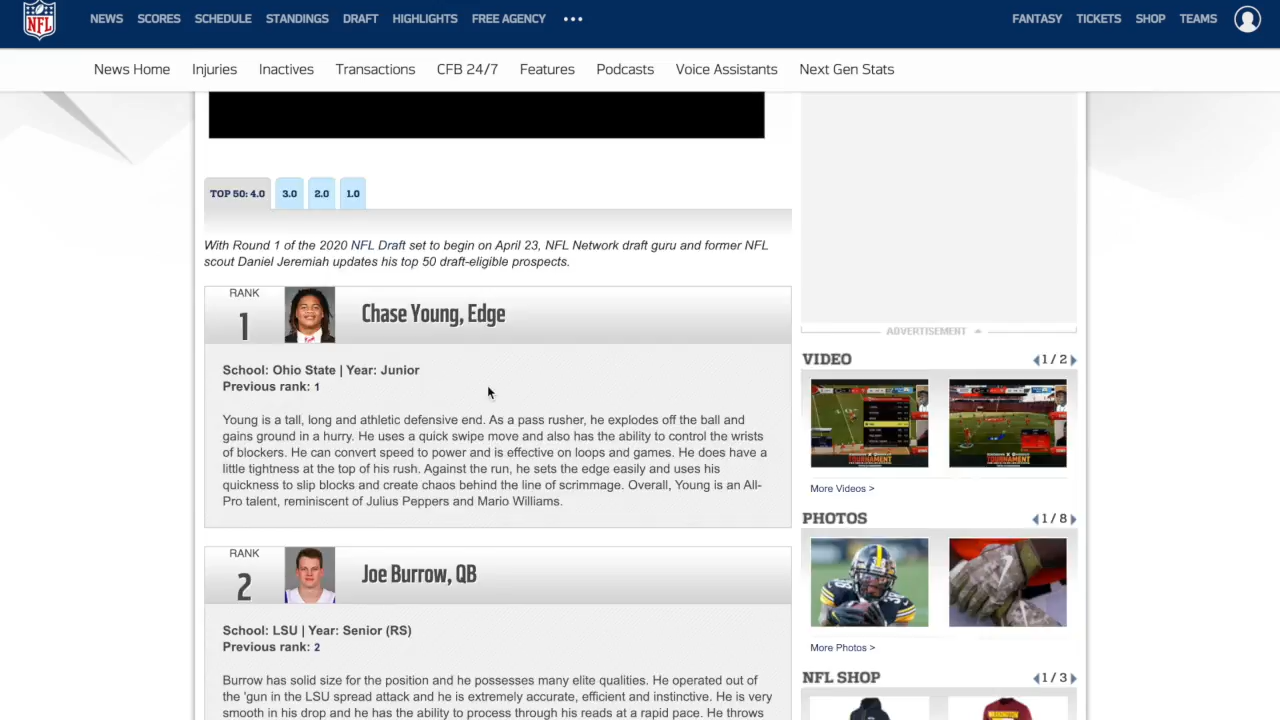 NFL
NEWS SCORES SCHEDULE STANDINGS DRAFT HIGHLIGHTS FREE AGENCY ••• FANTASY TICKETS SHOP TEAMS
News Home Injuries Inactives Transactions CFB 24/7 Features Podcasts Voice Assistants Next Gen Stats
TOP 50: 4.0 3.0 2.0 1.0
With Round 1 of the 2020 NFL Draft set to begin on April 23, NFL Network draft guru and former NFL
scout Daniel Jeremiah updates his top 50 draft-eligible prospects.
RANK
1
Chase Young, Edge
School: Ohio State | Year: Junior
Previous rank: 1
Young is a tall, long and athletic defensive end. As a pass rusher, he explodes off the ball and
gains ground in a hurry. He uses a quick swipe move and also has the ability to control the wrists
of blockers. He can convert speed to power and is effective on loops and games. He does have a
little tightness at the top of his rush. Against the run, he sets the edge easily and uses his
quickness to slip blocks and create chaos behind the line of scrimmage. Overall, Young is an All-
Pro talent, reminiscent of Julius Peppers and Mario Williams.
RANK
2
Joe Burrow, QB
School: LSU | Year: Senior (RS)
Previous rank: 2
Burrow has solid size for the position and he possesses many elite qualities. He operated out of
the 'gun in the LSU spread attack and he is extremely accurate, efficient and instinctive. He is very
smooth in his drop and he has the ability to process through his reads at a rapid pace. He throws
ADVERTISEMENT
VIDEO 1 / 2
TOURNAMENT
TOURNAMENT
More Videos >
PHOTOS 1 / 8
More Photos >
NFL SHOP 1 / 3
WASHINGTON